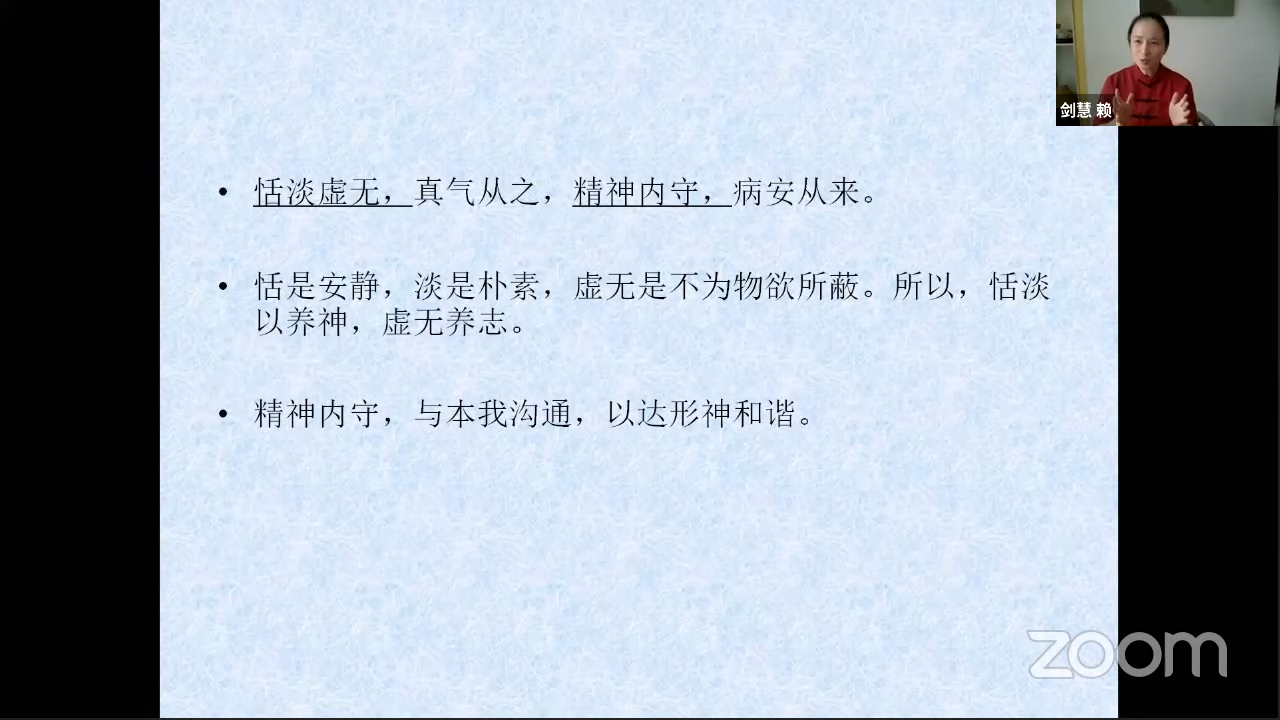 剑慧 赖
• 恬淡虚无，真气从之，精神内守，病安从来。
• 恬是安静，淡是朴素，虚无是不为物欲所蔽。所以，恬淡
以养神，虚无养志。
• 精神内守，与本我沟通，以达形神和谐。
zoom